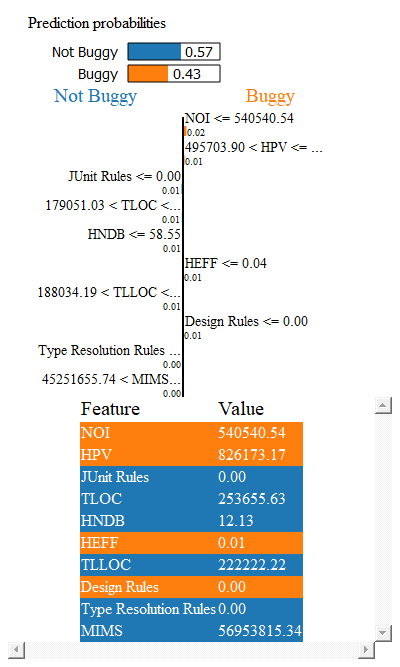 Prediction probabilities
Not Buggy 0.57
Buggy 0.43
Not Buggy Buggy
NOI <= 540540.54
0.02
495703.90 < HPV <= ...
0.01
JUnit Rules <= 0.00
0.01
179051.03 < TLOC <...
0.01
HNDB <= 58.55
0.01
HEFF <= 0.04
0.01
188034.19 < TLLOC <...
0.01
Design Rules <= 0.00
0.01
Type Resolution Rules ...
0.00
45251655.74 < MIMS...
0.00
Feature Value
NOI 540540.54
HPV 826173.17
JUnit Rules 0.00
TLOC 253655.63
HNDB 12.13
HEFF 0.01
TLLOC 222222.22
Design Rules 0.00
Type Resolution Rules 0.00
MIMS 56953815.34